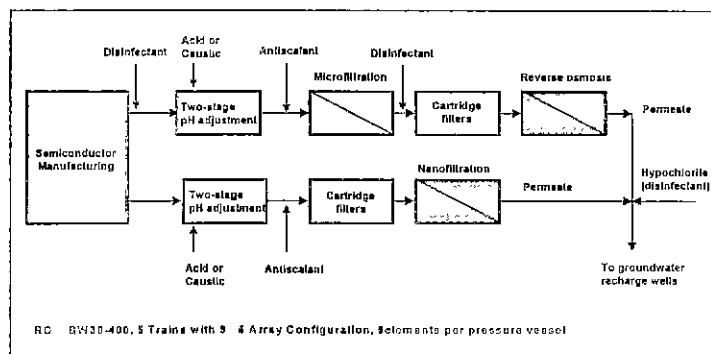 Disinfectant
Acid or
Caustic
Antiscalant
Disinfectant
Microfiltration
Reverse osmosis
Two-stage
pH adjustment
Cartridge
filters
Permeate
Semiconductor
Manufacturing
Nanofiltration
Hypochlorite
(disinfectant)
Two-stage
pH adjustment
Cartridge
filters
Permeate
Acid or
Caustic
Antiscalant
To groundwater
recharge wells
BW30-400, 5 Trains with Array Configuration, elements per pressure vessel